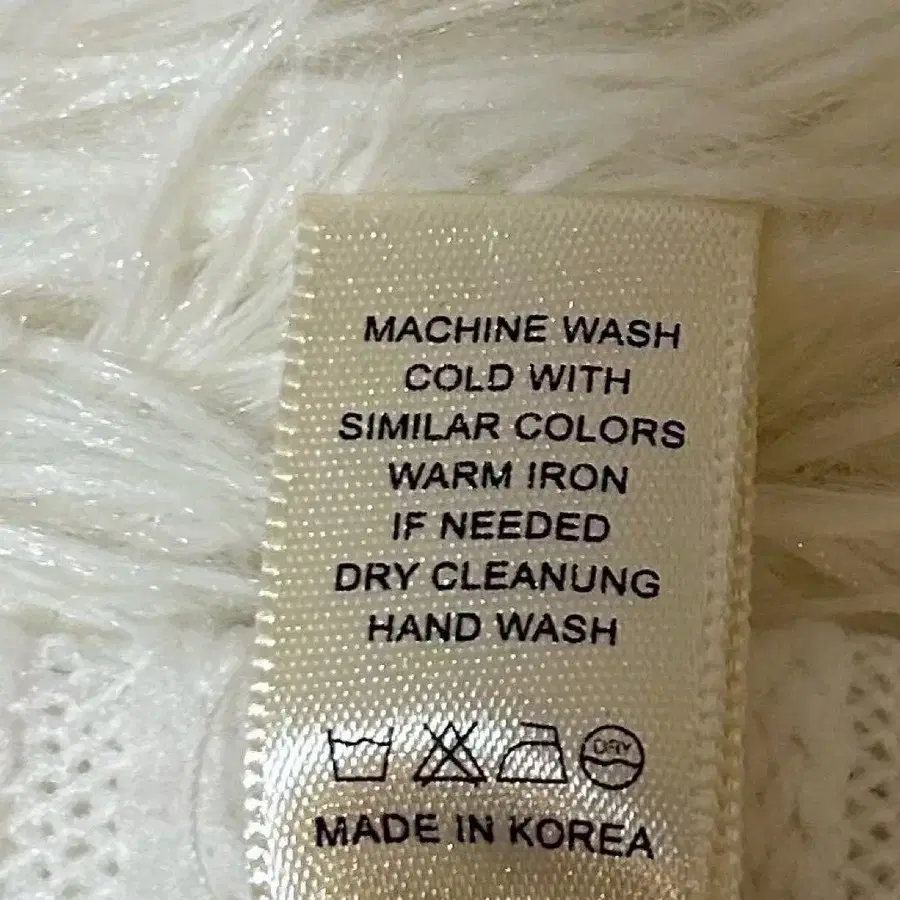 MACHINE WASH
COLD WITH
SIMILAR COLORS
WARM IRON
IF NEEDED
DRY CLEANUNG
HAND WASH
DRY
MADE IN KOREA